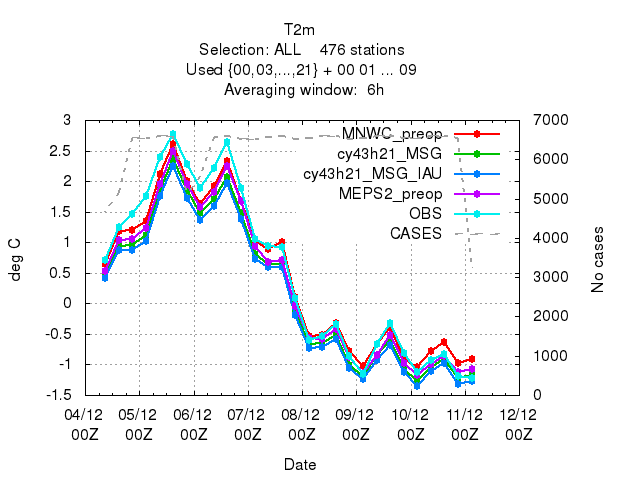 T2m
Selection: ALL 476 stations
Used {00,03,...,21} + 00 01 ... 09
Averaging window: 6h
3 7000
2.5 MNWC_preop 6000
2 cy43h21_MSG 5000
1.5 cy43h21_MSG_IAU 4000
1 MEPS2_preop 3000
0.5 OBS 2000
0 CASES 1000
-0.5 0
-1
-1.5
deg C
No cases
04/12 05/12 06/12 07/12 08/12 09/12 10/12 11/12 12/12
00Z 00Z 00Z 00Z 00Z 00Z 00Z 00Z 00Z
Date